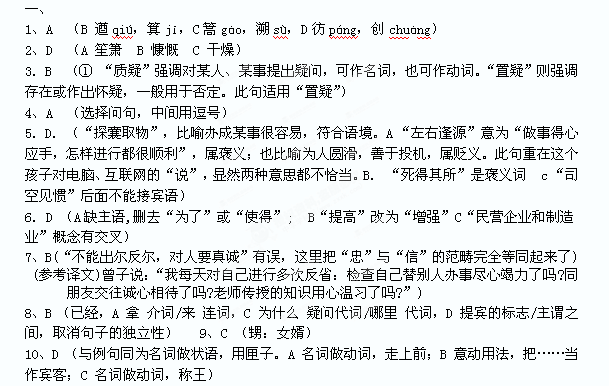 一、
1、A （B 遒 qiú，箕 jī，C篙 gāo，溯 sù，D彷 páng，创 chuàng）
2、D （A 笙箫 B 慷慨 C 干燥）
3．B （① “质疑”强调对某人、某事提出疑问，可作名词，也可作动词。“置疑”则强调
存在或作出怀疑，一般用于否定。此句适用“置疑”）
4、A （选择问句，中间用逗号）
5．D．（“探囊取物”，比喻办成某事很容易，符合语境。A“左右逢源”意为“做事得心
应手，怎样进行都很顺利”，属褒义；也比喻为人圆滑，善于投机，属贬义。此句重在这个
孩子对电脑、互联网的“说”，显然两种意思都不恰当。B．“死得其所”是褒义词 c“司
空见惯”后面不能接宾语）
6．D （A缺主语,删去“为了”或“使得”； B“提高”改为“增强”C“民营企业和制造
业”概念有交叉）
7、B(“不能出尔反尔，对人要真诚”有误，这里把“忠”与“信”的范畴完全等同起来了)
(参考译文)曾子说：“我每天对自己进行多次反省：检查自己替别人办事尽心竭力了吗?同
朋友交往诚心相待了吗?老师传授的知识用心温习了吗?”）
8、B （已经，A 拿 介词/来 连词，C 为什么 疑问代词/哪里 代词，D 提宾的标志/主谓之
间，取消句子的独立性） 9、C （甥：女婿）
10、D （与例句同为名词做状语，用匣子。A 名词做动词，走上前；B 意动用法，把……当
作宾客；C 名词做动词，称王）